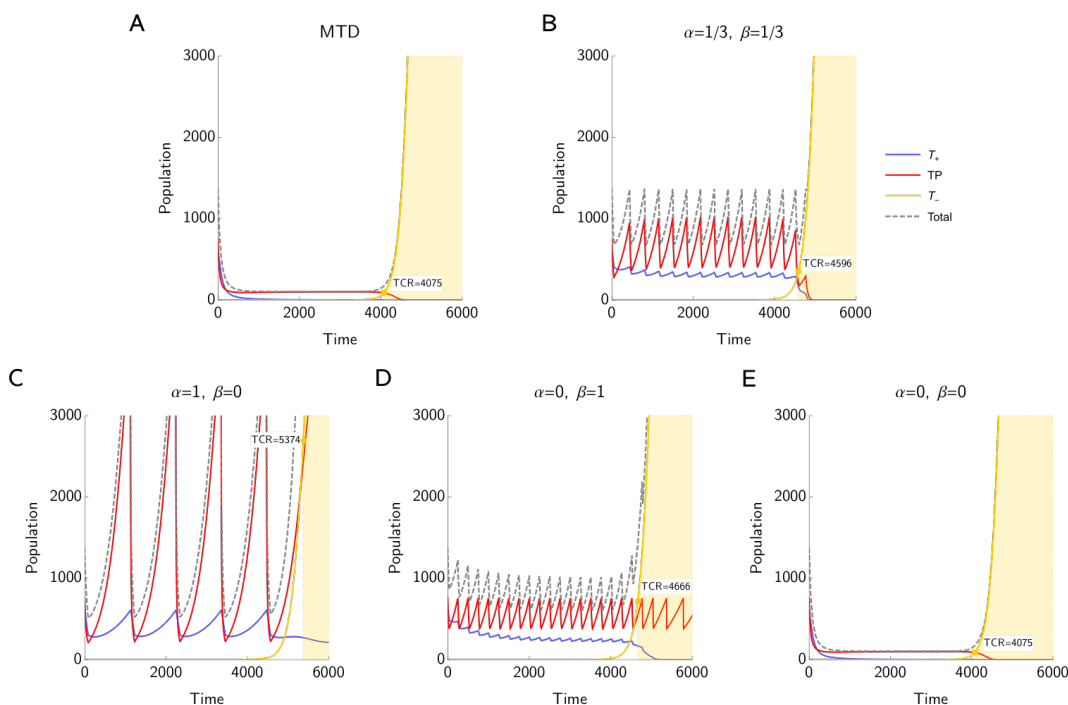 A
MTD
3000
2000
1000
0
Population
TCR=4075
0
2000
4000
6000
Time
B
α=1/3, β=1/3
3000
2000
1000
0
Population
TCR=4596
0
2000
4000
6000
Time
T₊
TP
T₋
Total
C
α=1, β=0
3000
2000
1000
0
Population
TCR=5374
0
2000
4000
6000
Time
D
α=0, β=1
3000
2000
1000
0
Population
TCR=4666
0
2000
4000
6000
Time
E
α=0, β=0
3000
2000
1000
0
Population
TCR=4075
0
2000
4000
6000
Time